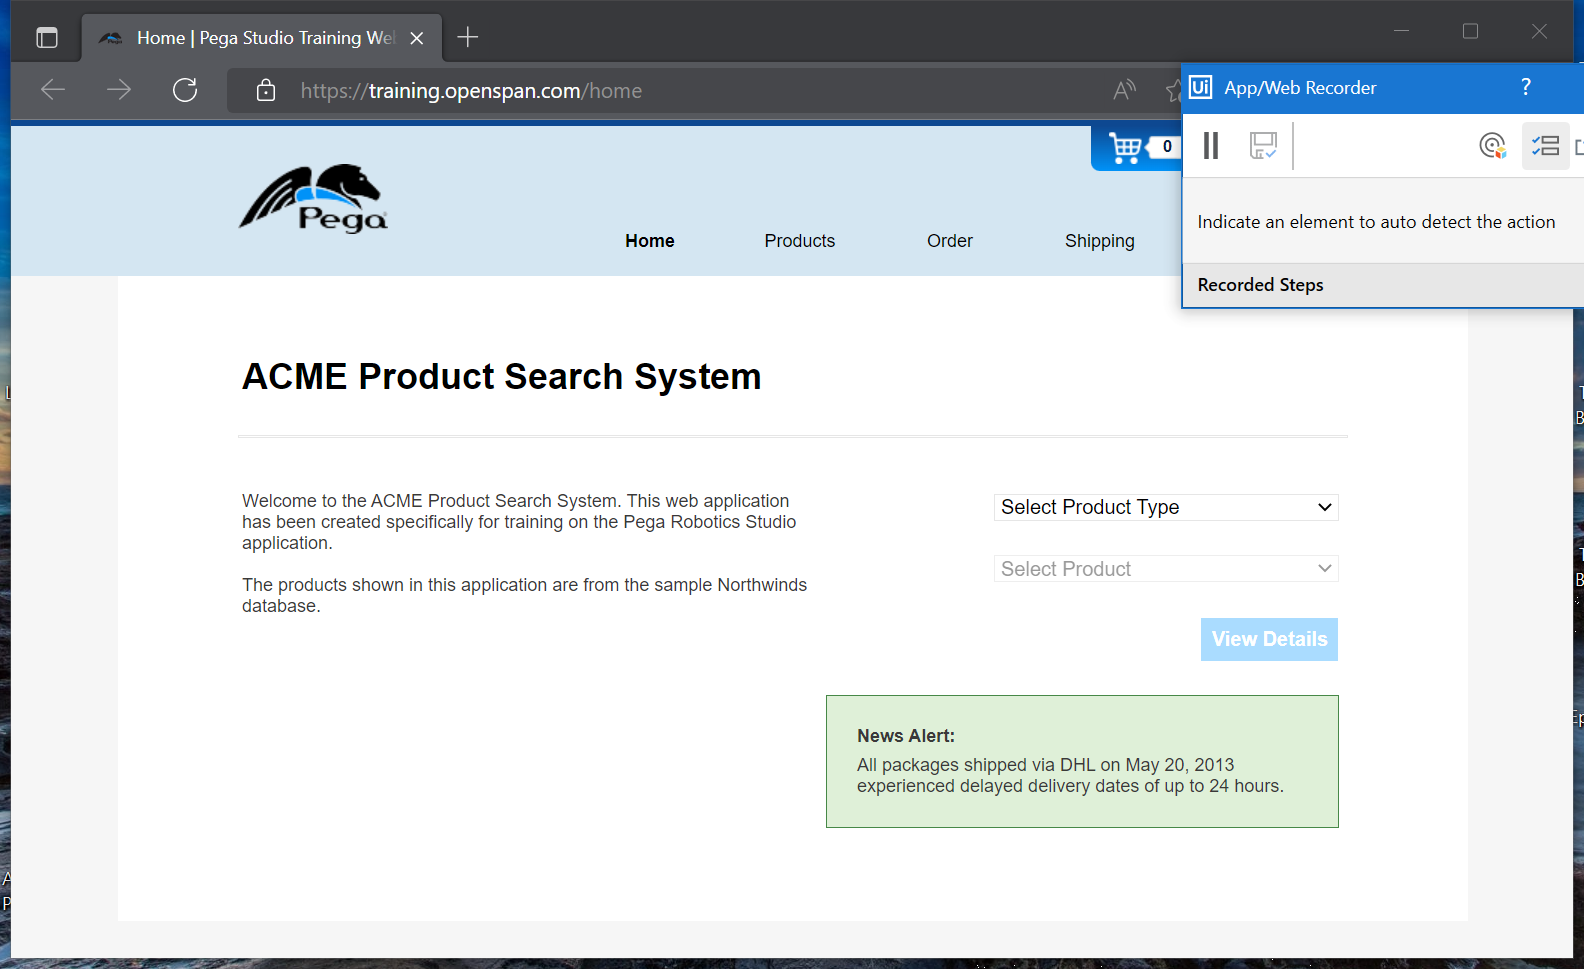 Home | Pega Studio Training Web
https://training.openspan.com/home
Ui App/Web Recorder ?
0
Pega
Home Products Order Shipping
Indicate an element to auto detect the action
Recorded Steps
ACME Product Search System
Welcome to the ACME Product Search System. This web application
has been created specifically for training on the Pega Robotics Studio
application.
The products shown in this application are from the sample Northwinds
database.
Select Product Type
Select Product
View Details
News Alert:
All packages shipped via DHL on May 20, 2013
experienced delayed delivery dates of up to 24 hours.